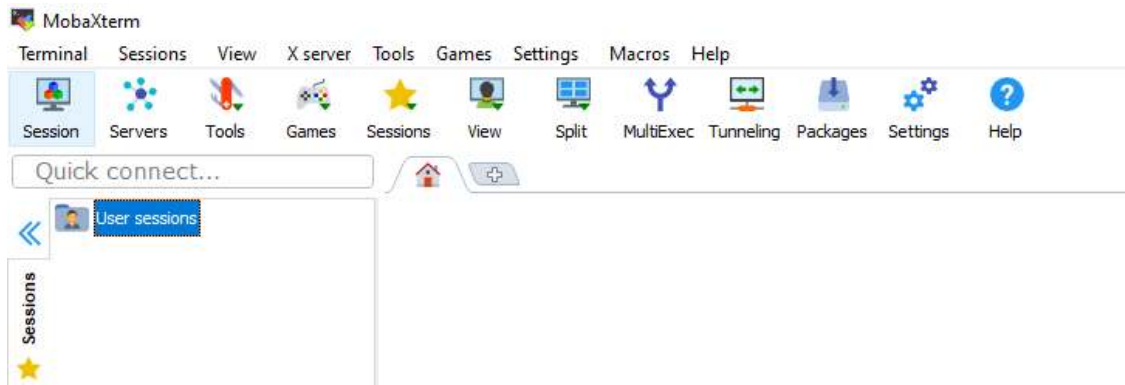 MobaXterm
Terminal Sessions View X server Tools Games Settings Macros Help
Session Servers Tools Games Sessions View Split MultiExec Tunneling Packages Settings Help
Quick connect...
User sessions
Sessions